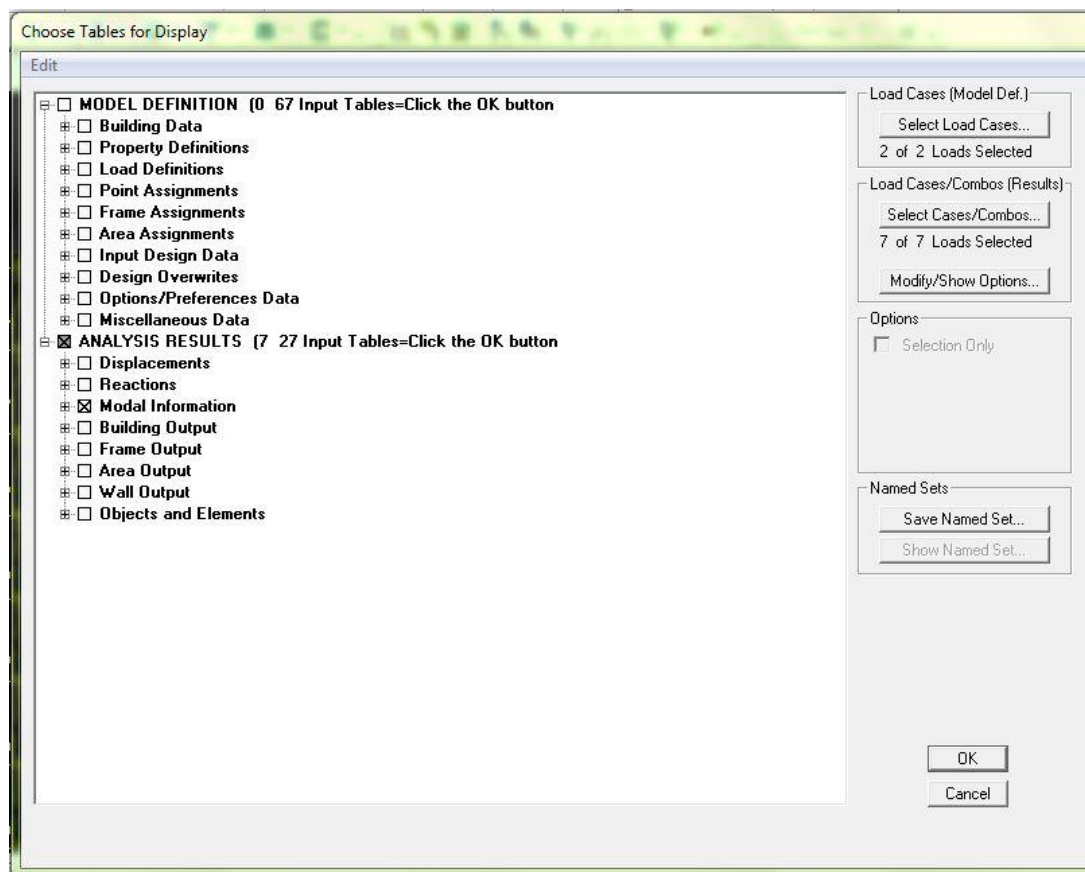 Choose Tables for Display
Edit
MODEL DEFINITION (0 67 Input Tables=Click the OK button
Building Data
Property Definitions
Load Definitions
Point Assignments
Frame Assignments
Area Assignments
Input Design Data
Design Overwrites
Options/Preferences Data
Miscellaneous Data
ANALYSIS RESULTS (7 27 Input Tables=Click the OK button
Displacements
Reactions
Modal Information
Building Output
Frame Output
Area Output
Wall Output
Objects and Elements
Load Cases (Model Def.)
Select Load Cases...
2 of 2 Loads Selected
Load Cases/Combos (Results)
Select Cases/Combos...
7 of 7 Loads Selected
Modify/Show Options...
Options
Selection Only
Named Sets
Save Named Set...
Show Named Set...
OK
Cancel